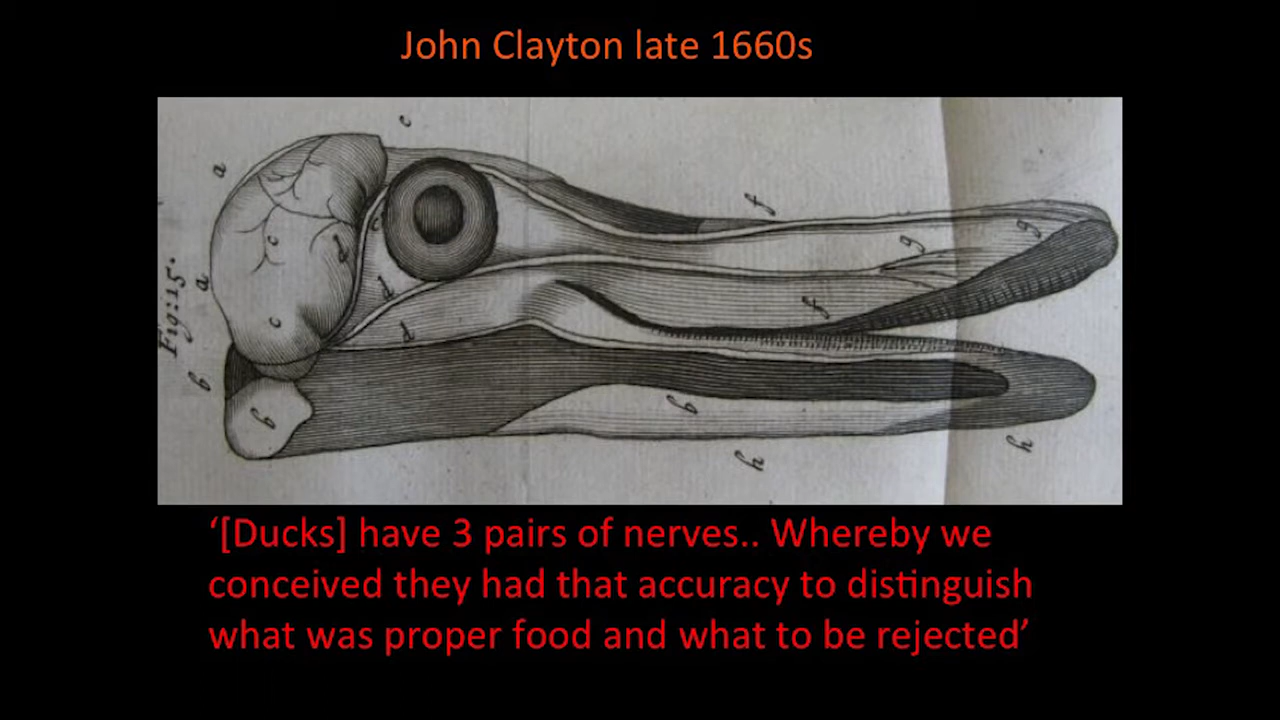 John Clayton late 1660s
c
a
f
g
g
c
c
d
a
d
f
c
Fig:15.
d
b
g
b
h
h
‘[Ducks] have 3 pairs of nerves.. Whereby we
conceived they had that accuracy to distinguish
what was proper food and what to be rejected’